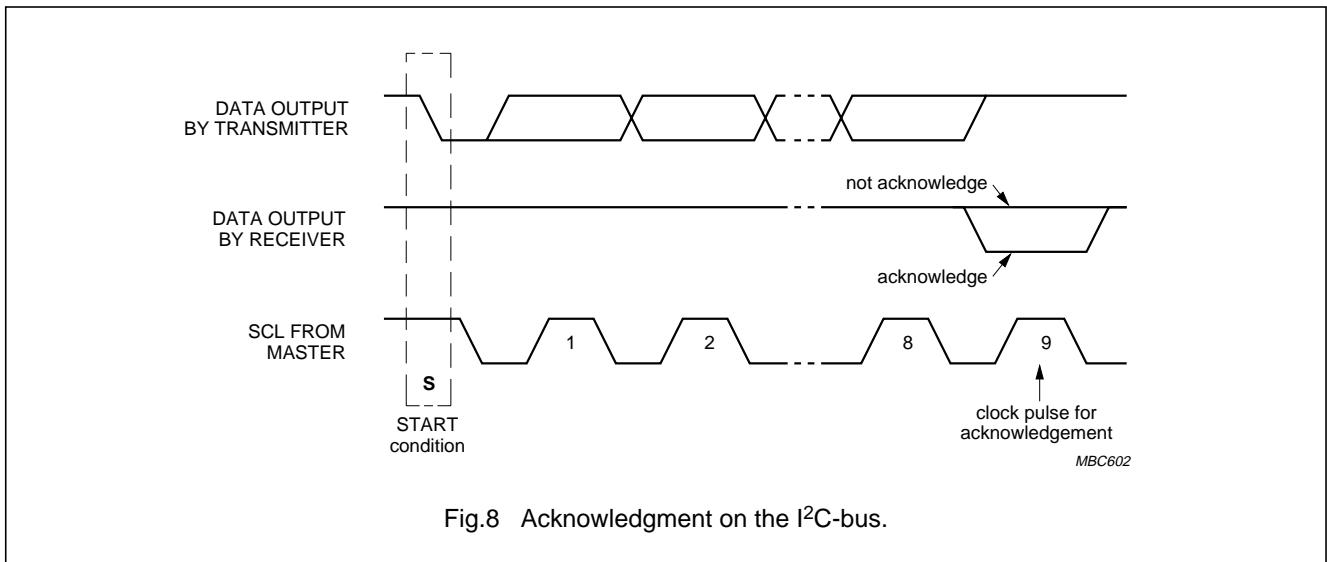 DATA OUTPUT
BY TRANSMITTER
not acknowledge
DATA OUTPUT
BY RECEIVER
acknowledge
SCL FROM
MASTER
1
2
8
9
S
START
condition
clock pulse for
acknowledgement
MBC602
Fig.8 Acknowledgment on the I²C-bus.